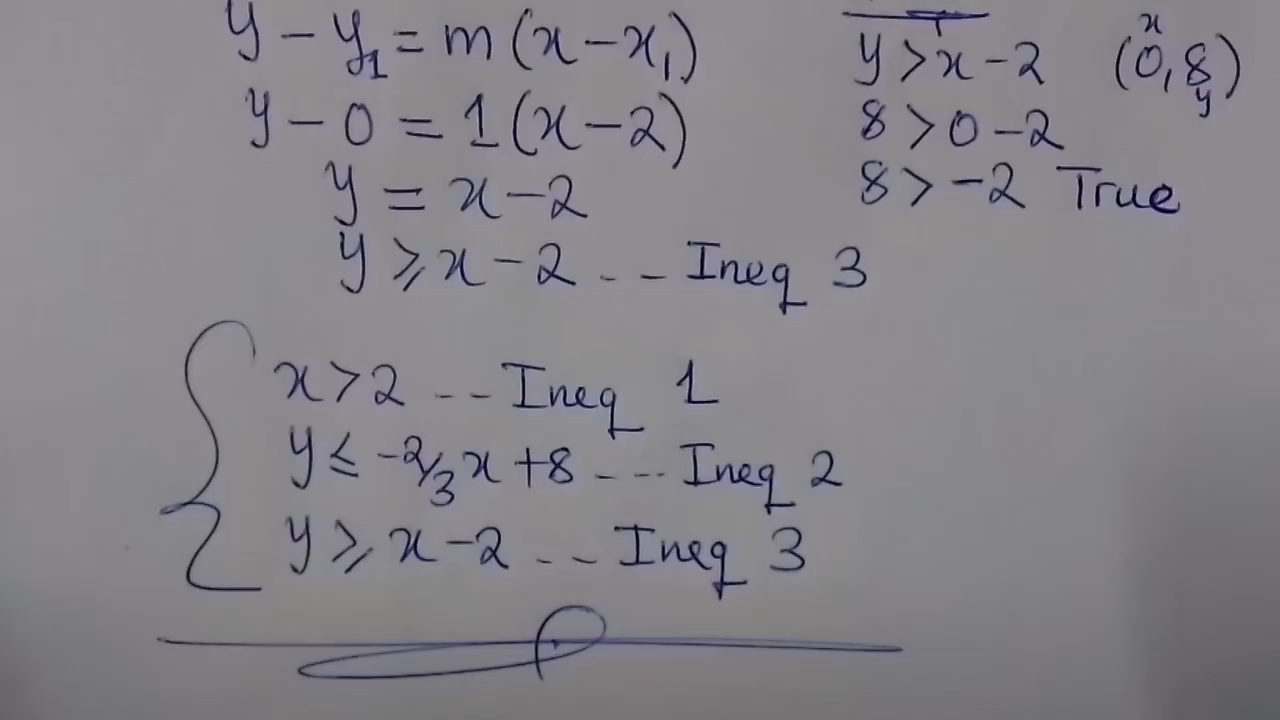 y - y₁ = m(x - x₁)
y - 0 = 1(x - 2)
y = x - 2
y ≥ x - 2 -- Ineq 3
y > x - 2 (0, 8)
x
y
8 > 0 - 2
8 > -2 True
x > 2 -- Ineq 1
y ≤ -2/3 x + 8 --- Ineq 2
y ≥ x - 2 -- Ineq 3